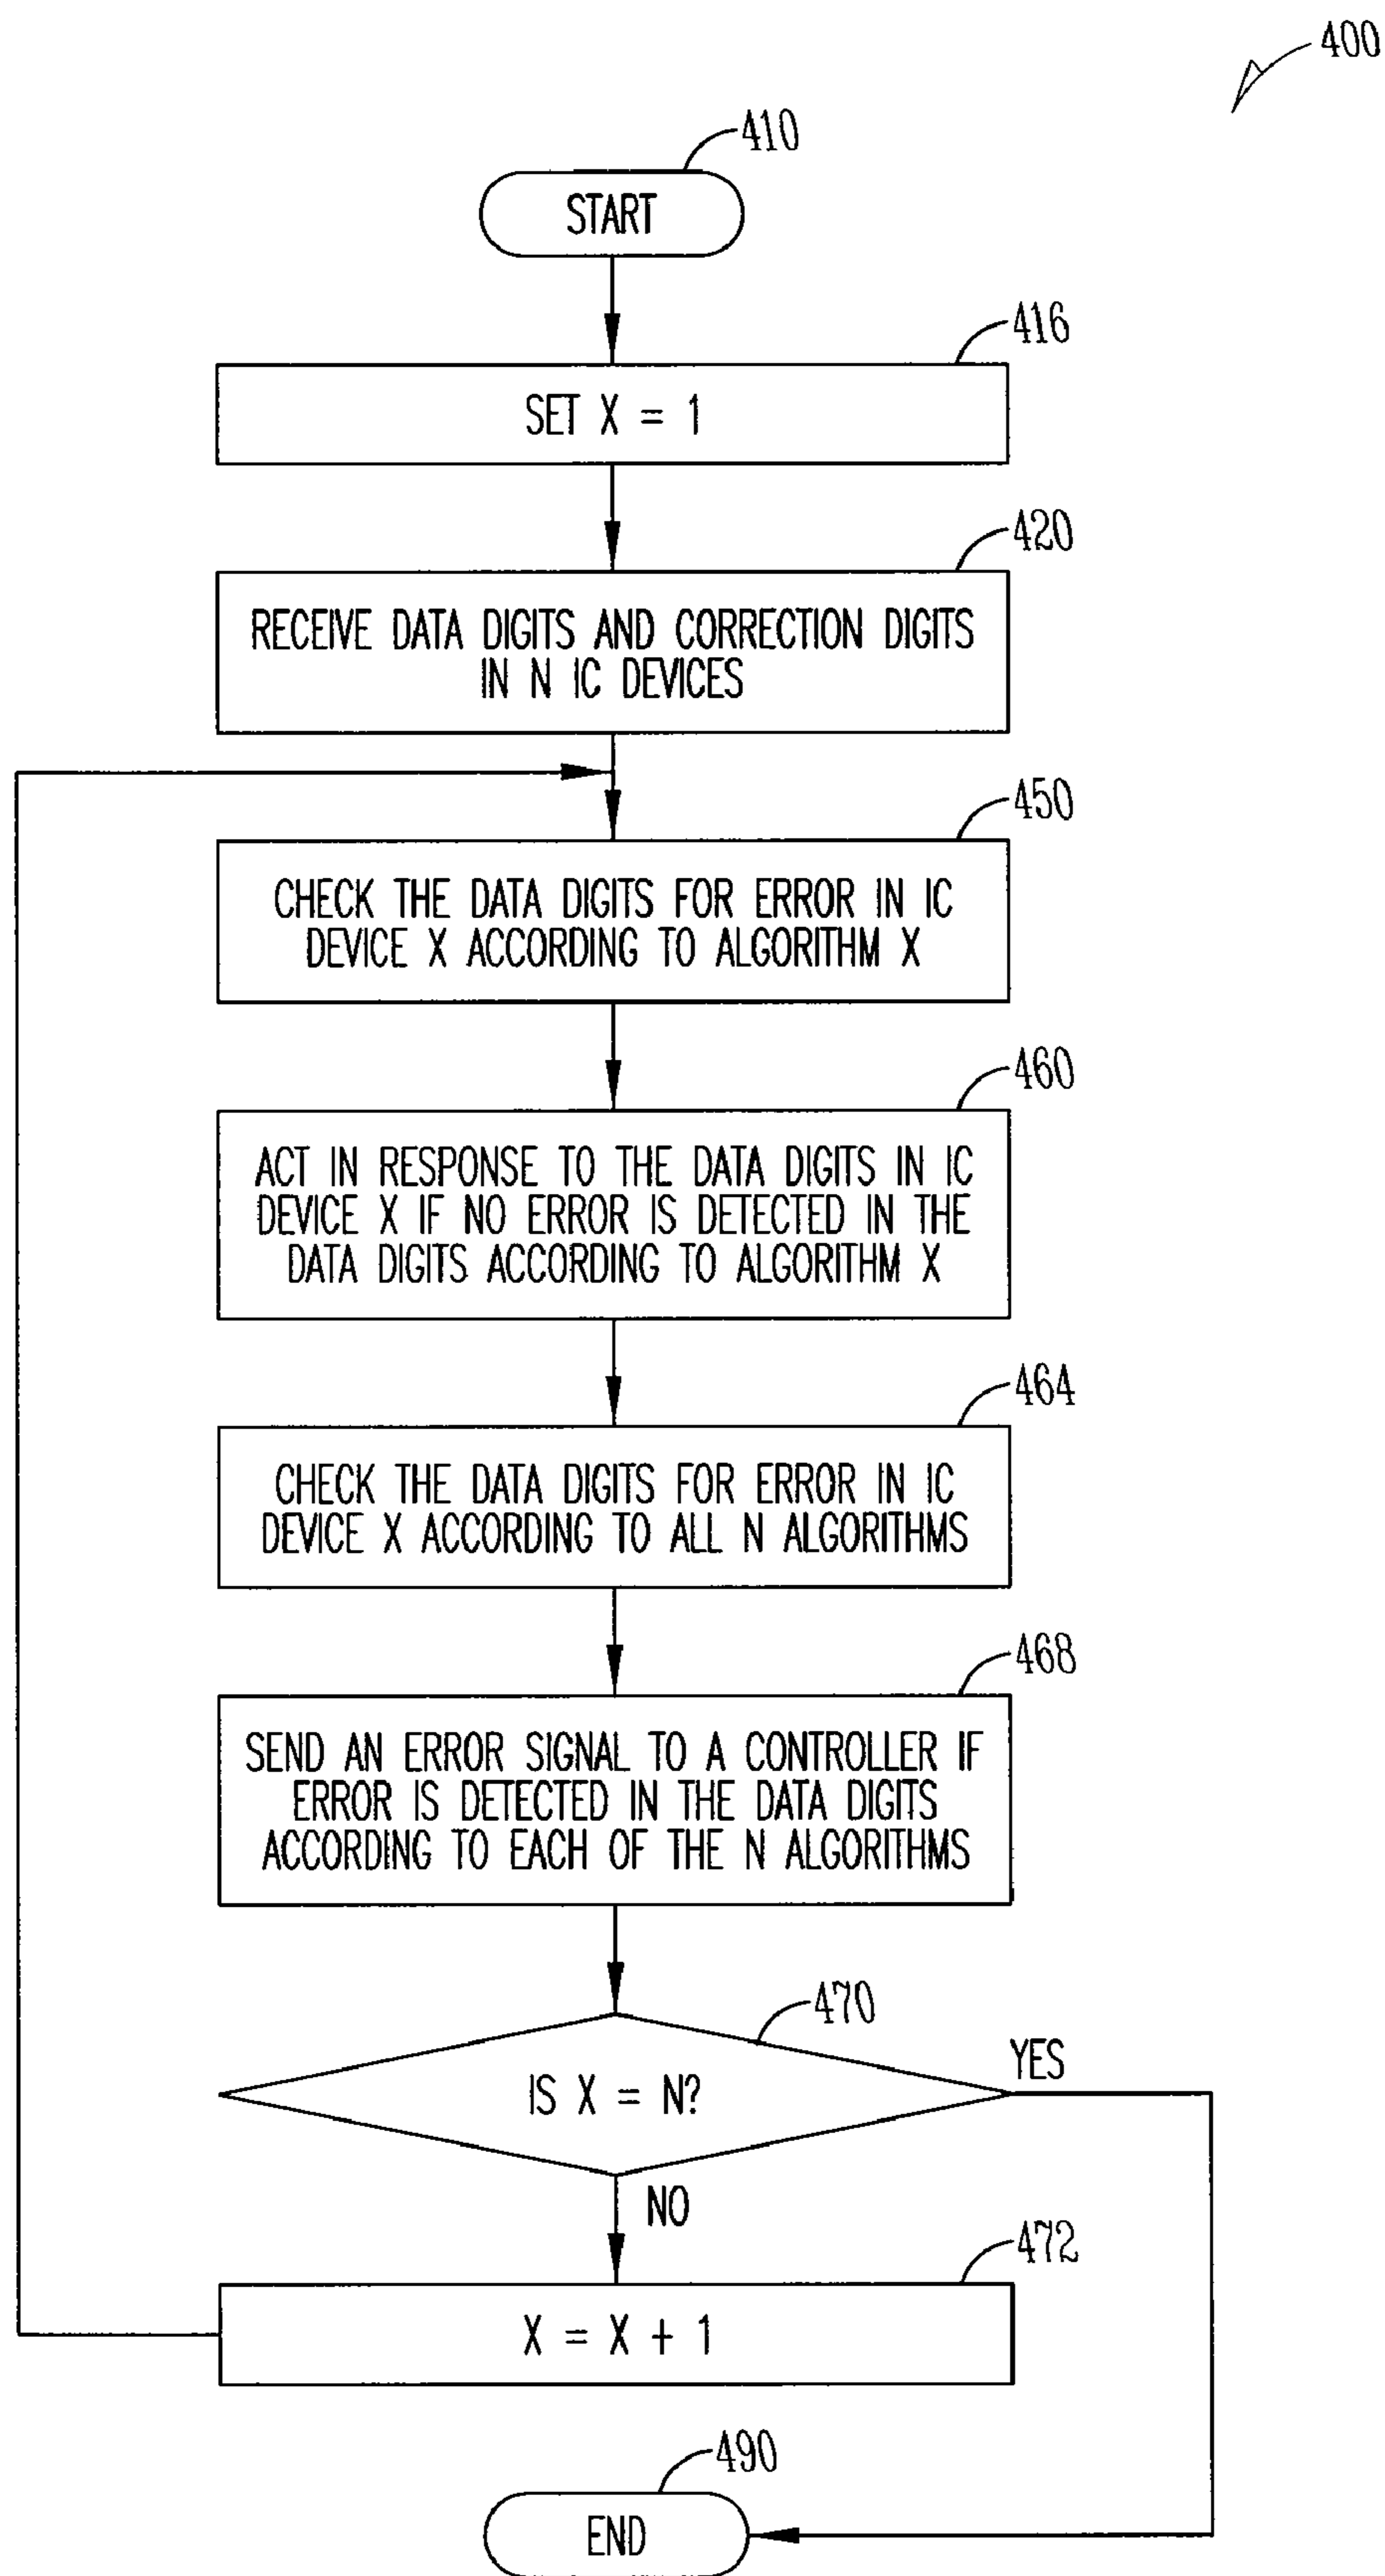 400
410
START
416
SET X = 1
420
RECEIVE DATA DIGITS AND CORRECTION DIGITS
IN N IC DEVICES
450
CHECK THE DATA DIGITS FOR ERROR IN IC
DEVICE X ACCORDING TO ALGORITHM X
460
ACT IN RESPONSE TO THE DATA DIGITS IN IC
DEVICE X IF NO ERROR IS DETECTED IN THE
DATA DIGITS ACCORDING TO ALGORITHM X
464
CHECK THE DATA DIGITS FOR ERROR IN IC
DEVICE X ACCORDING TO ALL N ALGORITHMS
468
SEND AN ERROR SIGNAL TO A CONTROLLER IF
ERROR IS DETECTED IN THE DATA DIGITS
ACCORDING TO EACH OF THE N ALGORITHMS
470
IS X = N?
YES
NO
472
X = X + 1
490
END